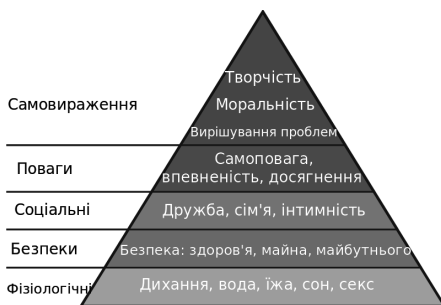 Творчість
Самовираження
Моральність
Вирішування проблем
Поваги
Самоповага,
впевненість, досягнення
Соціальні
Дружба, сім'я, інтимність
Безпеки
Безпека: здоров'я, майна, майбутнього
Фізіологічні
Дихання, вода, їжа, сон, секс